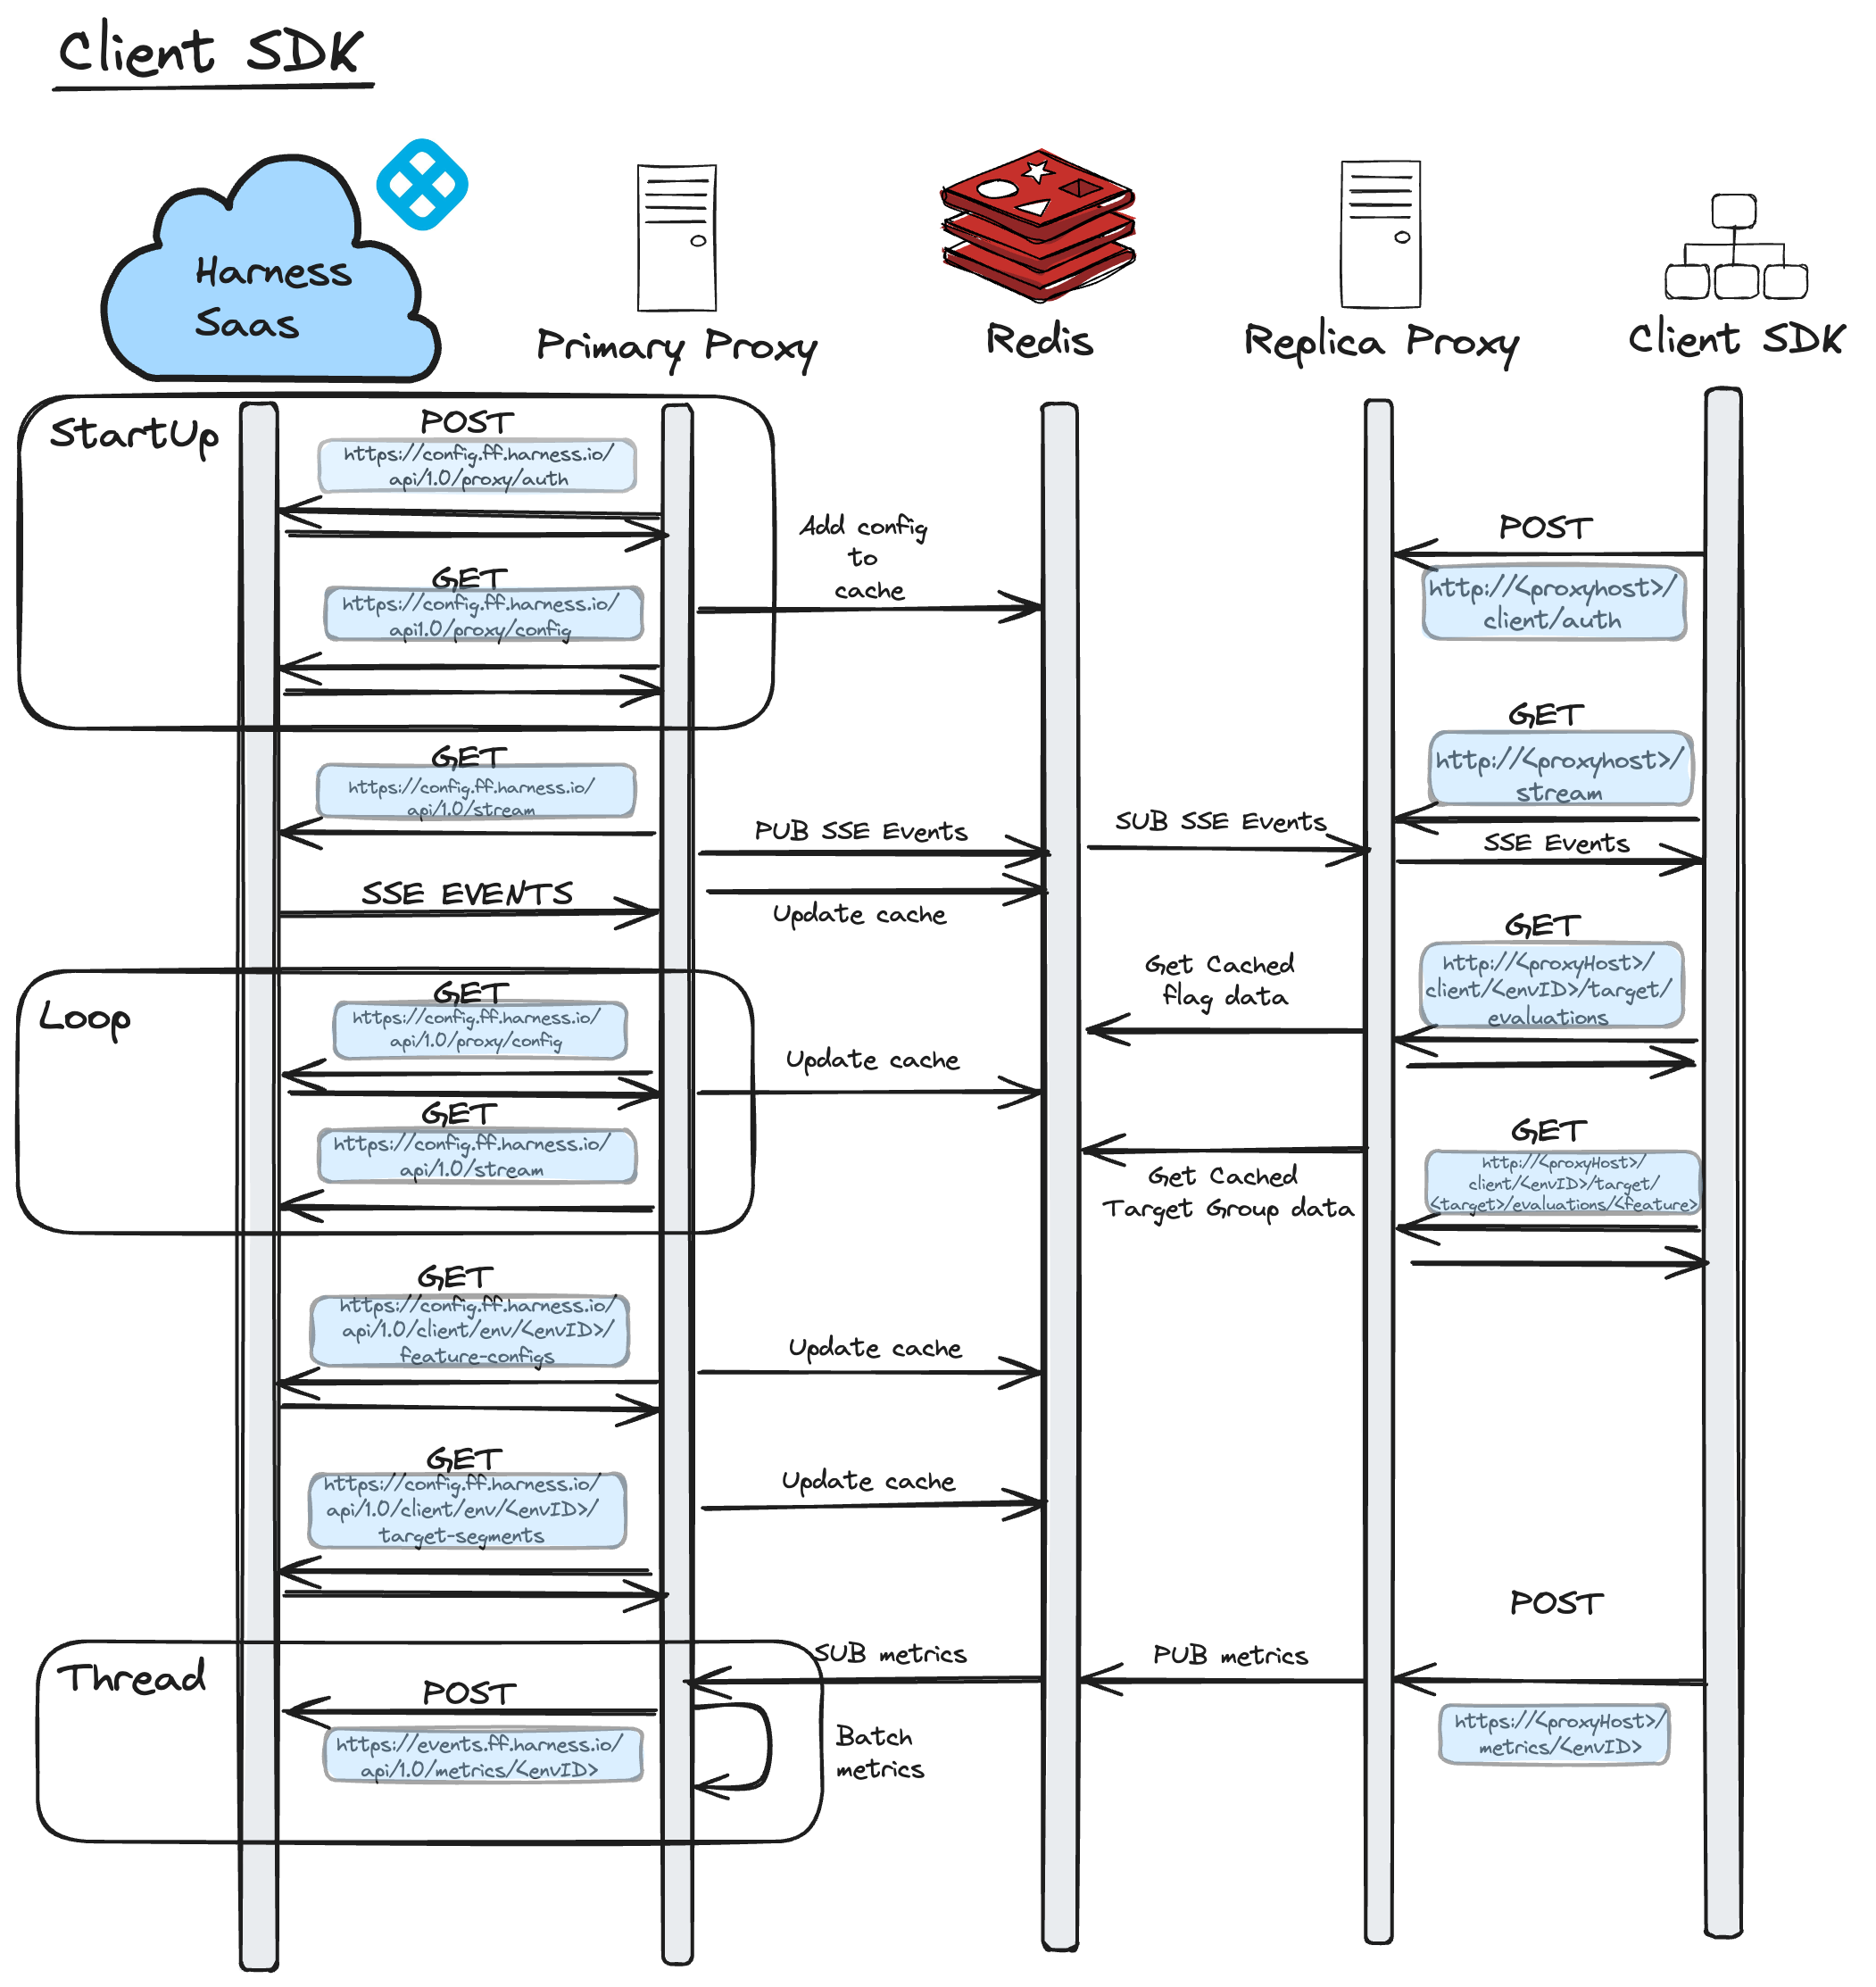 Client SDK
Harness
Saas
Primary Proxy
Redis
Replica Proxy
Client SDK
StartUp
POST
https://config.ff.harness.io/
api/1.0/proxy/auth
GET
https://config.ff.harness.io/
api1.0/proxy/config
Add config
to
cache
POST
http://<proxyhost>/
client/auth
GET
https://config.ff.harness.io/
api/1.0/stream
SSE EVENTS
PUB SSE Events
Update cache
SUB SSE Events
GET
http://<proxyhost>/
stream
SSE Events
Loop
GET
https://config.ff.harness.io/
api/1.0/proxy/config
GET
https://config.ff.harness.io/
api/1.0/stream
Update cache
Get Cached
flag data
GET
http://<proxyHost>/
client/<envID>/target/
evaluations
Get Cached
Target Group data
GET
http://<proxyHost>/
client/<envID>/target/
<target>/evaluations/<feature>
GET
https://config.ff.harness.io/
api/1.0/client/env/<envID>/
feature-configs
Update cache
GET
https://config.ff.harness.io/
api/1.0/client/env/<envID>/
target-segments
Update cache
Thread
POST
https://events.ff.harness.io/
api/1.0/metrics/<envID>
SUB metrics
Batch
metrics
PUB metrics
POST
https://<proxyHost>/
metrics/<envID>